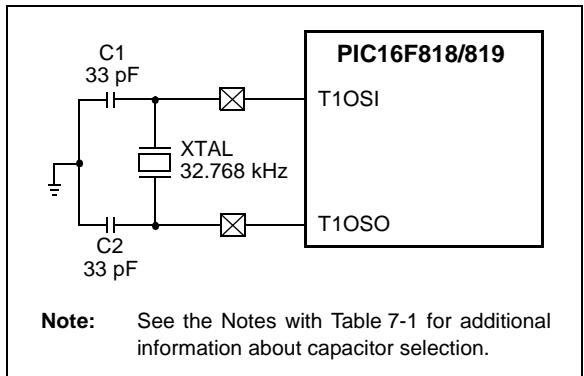 C1
33 pF
PIC16F818/819
T1OSI
XTAL
32.768 kHz
T1OSO
C2
33 pF
Note: See the Notes with Table 7-1 for additional
information about capacitor selection.